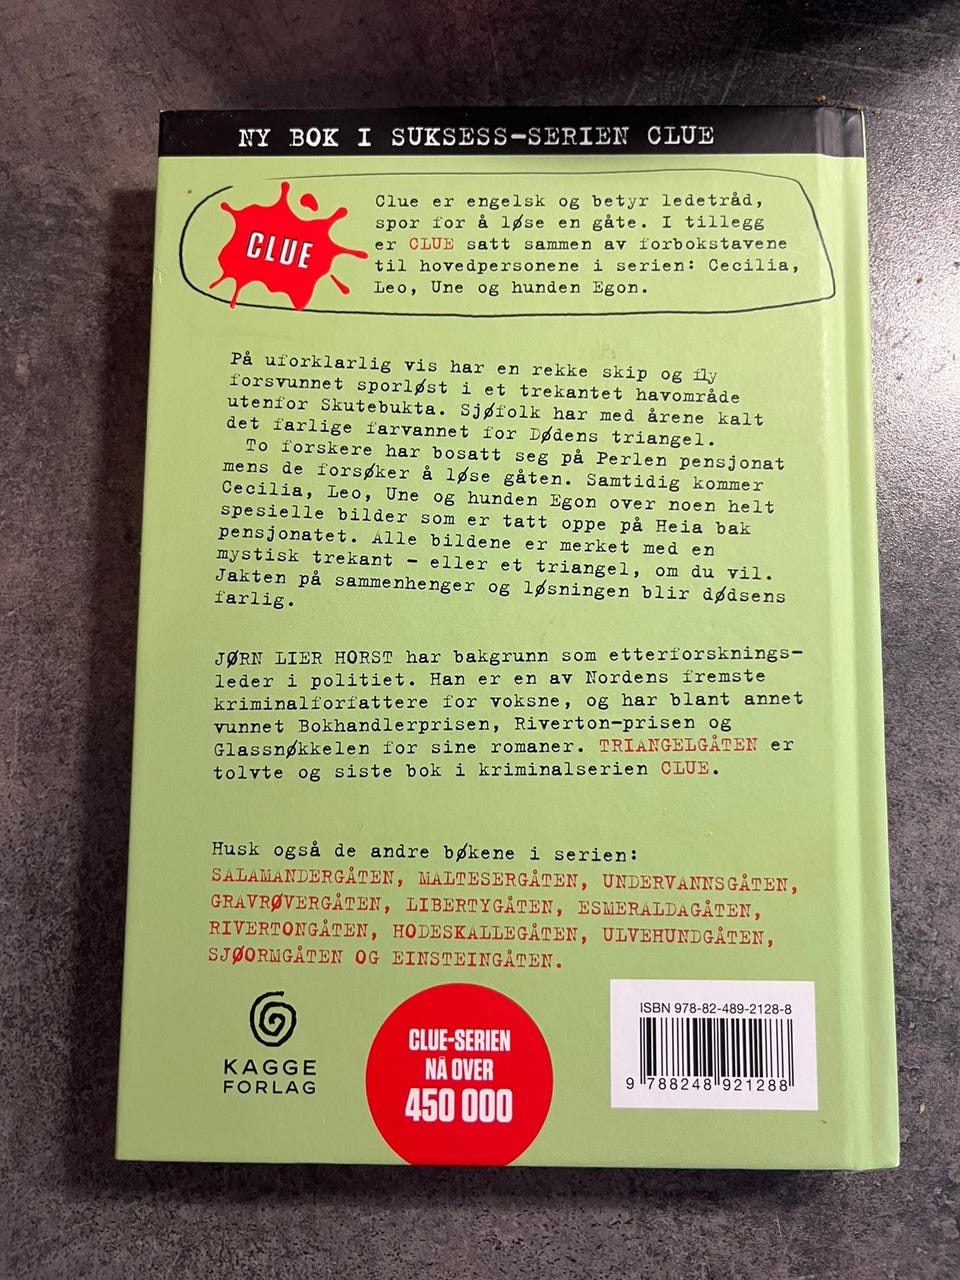 NY BOK I SUKSESS-SERIEN CLUE
CLUE
Clue er engelsk og betyr ledetråd,
spor for å løse en gåte. I tillegg
er CLUE satt sammen av forbokstavene
til hovedpersonene i serien: Cecilia,
Leo, Une og hunden Egon.
På uforklarlig vis har en rekke skip og fly
forsvunnet sporløst i et trekantet havområde
utenfor Skutebukta. Sjøfolk har med årene kalt
det farlige farvannet for Dødens triangel.
To forskere har bosatt seg på Perlen pensjonat
mens de forsøker å løse gåten. Samtidig kommer
Cecilia, Leo, Une og hunden Egon over noen helt
spesielle bilder som er tatt oppe på Heia bak
pensjonatet. Alle bildene er merket med en
mystisk trekant – eller et triangel, om du vil.
Jakten på sammenhenger og løsningen blir dødsens
farlig.
JØRN LIER HORST har bakgrunn som etterforsknings-
leder i politiet. Han er en av Nordens fremste
kriminalforfattere for voksne, og har blant annet
vunnet Bokhandlerprisen, Riverton-prisen og
Glassnøkkelen for sine romaner. TRIANGELGÅTEN er
tolvte og siste bok i kriminalserien CLUE.
Husk også de andre bøkene i serien:
SALAMANDERGÅTEN, MALTESERGÅTEN, UNDERVANNSGÅTEN,
GRAVRØVERGÅTEN, LIBERTYGÅTEN, ESMERALDAGÅTEN,
RIVERTONGÅTEN, HODESKALLEGÅTEN, ULVEHUNDGÅTEN,
SJØORMGÅTEN OG EINSTEINGÅTEN.
KAGGE
FORLAG
CLUE-SERIEN
NÅ OVER
450 000
ISBN 978-82-489-2128-8
9 788248 921288